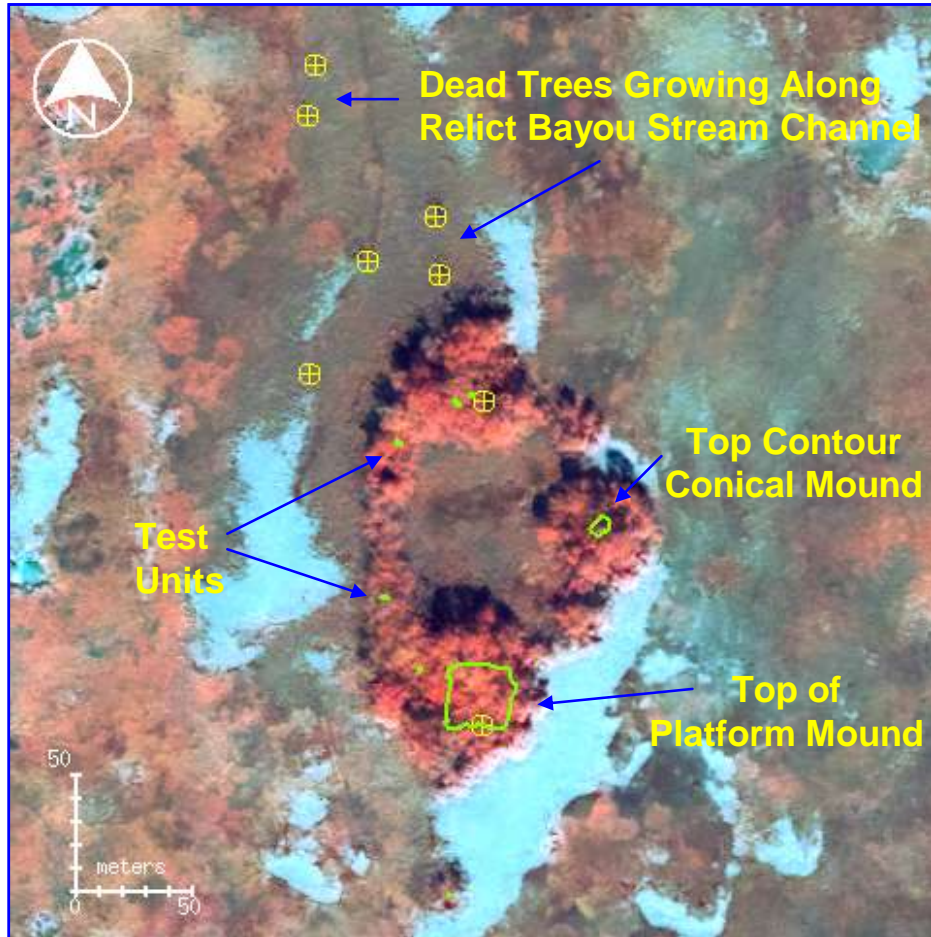 N
Dead Trees Growing Along
Relict Bayou Stream Channel
Top Contour
Conical Mound
Test
Units
Top of
Platform Mound
50
meters
0
50